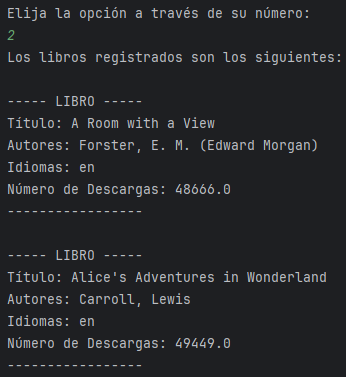 Elija la opción a través de su número:
2
Los libros registrados son los siguientes:
----- LIBRO -----
Título: A Room with a View
Autores: Forster, E. M. (Edward Morgan)
Idiomas: en
Número de Descargas: 48666.0
-----------------
----- LIBRO -----
Título: Alice's Adventures in Wonderland
Autores: Carroll, Lewis
Idiomas: en
Número de Descargas: 49449.0
-----------------